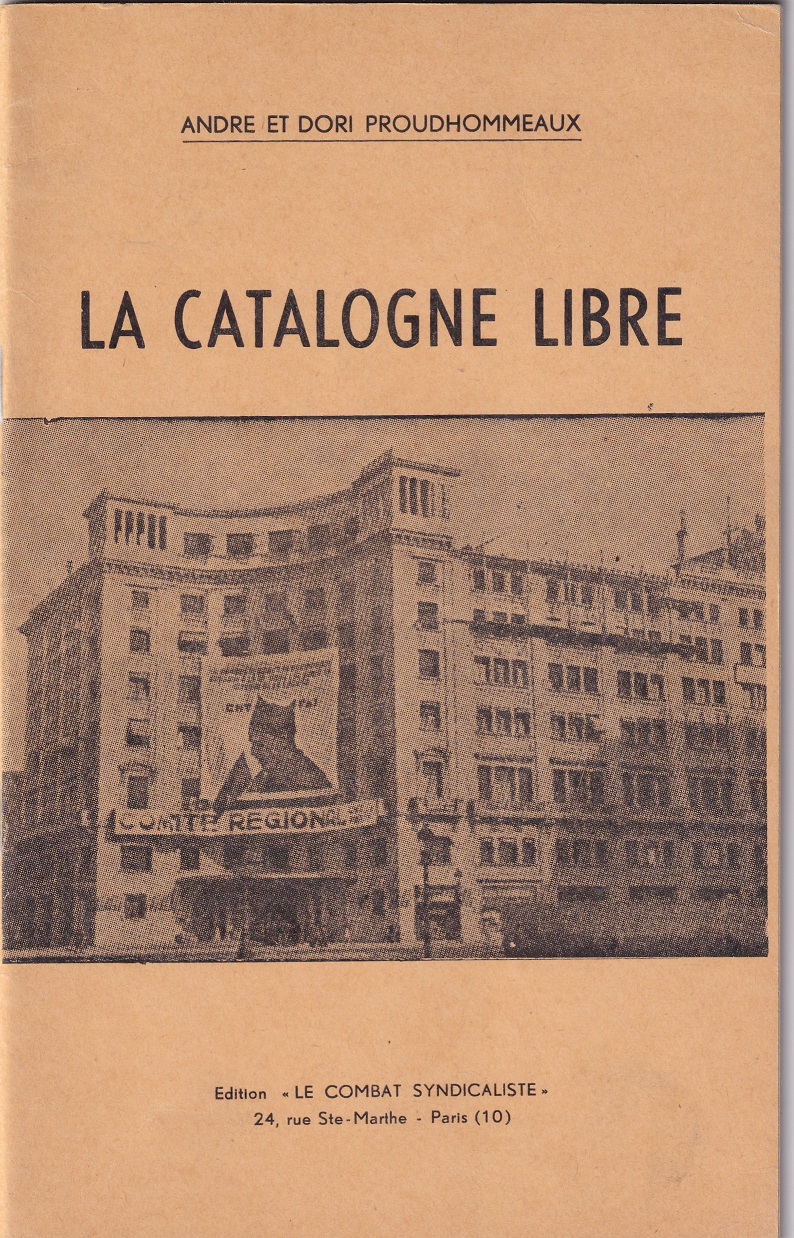 ANDRE ET DORI PROUDHOMMEAUX
LA CATALOGNE LIBRE
CNT
COMITE REGIONAL
Edition « LE COMBAT SYNDICALISTE »
24, rue Ste-Marthe - Paris (10)